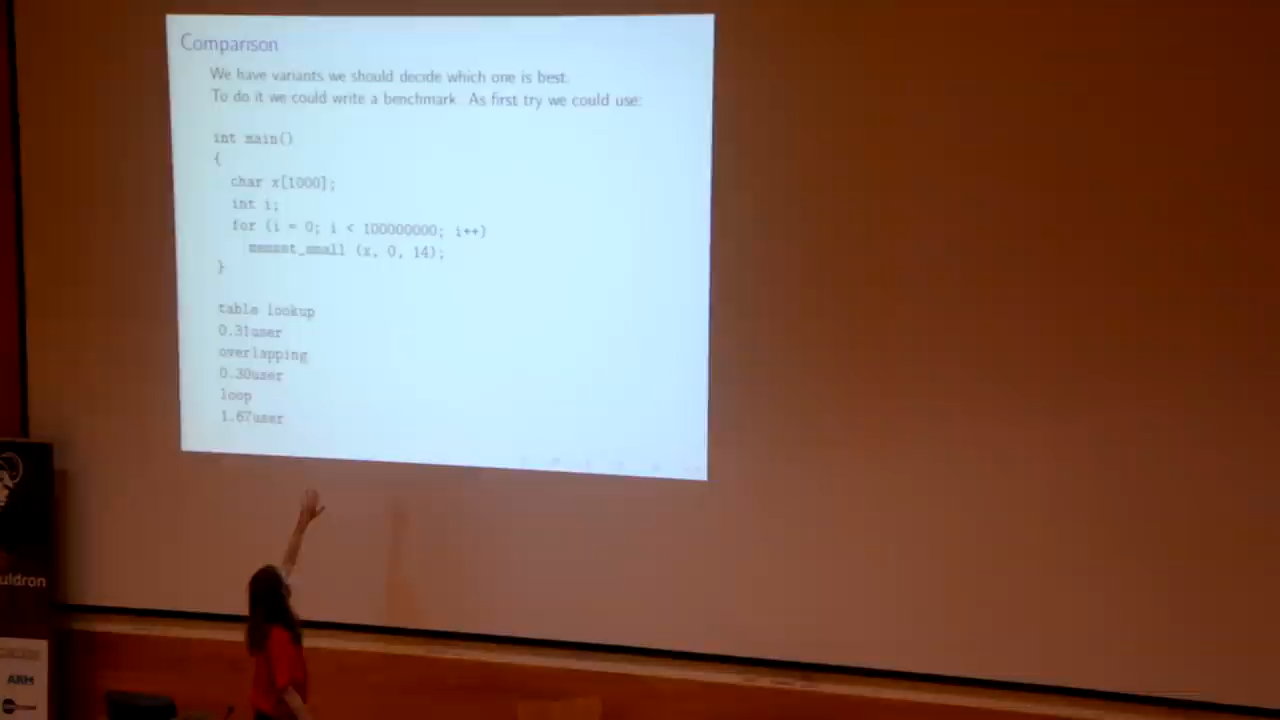 Comparison
We have variants we should decide which one is best.
To do it we could write a benchmark. As first try we could use:
int main()
{
char x[1000];
int i;
for (i = 0; i < 100000000; i++)
memset_small (x, 0, 14);
}
table lookup
0.31user
overlapping
0.30user
loop
1.67user
uldron
ARM